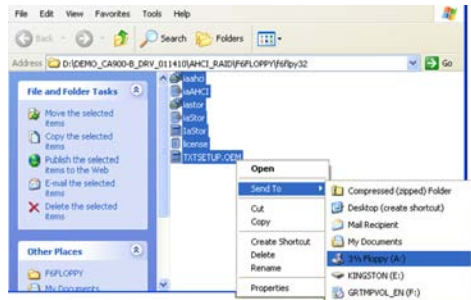 File Edit View Favorites Tools Help
Back Search Folders
Address D:\DEMO_CA900-B_DRV_011410\AHCI_RAID\F6FLOPPY\f6flpy32 Go
File and Folder Tasks
Move the selected items
Copy the selected items
Publish the selected items to the Web
E-mail the selected items
Delete the selected items
Other Places
F6FLOPPY
My Documents
iaahci
iaAHCI
iastor
iaStor
IaStor
license
TXTSETUP.OEM
Open
Send To
Cut
Copy
Create Shortcut
Delete
Rename
Properties
Compressed (zipped) Folder
Desktop (create shortcut)
Mail Recipient
My Documents
3½ Floppy (A:)
KINGSTON (E:)
GRTMPVOL_EN (F:)